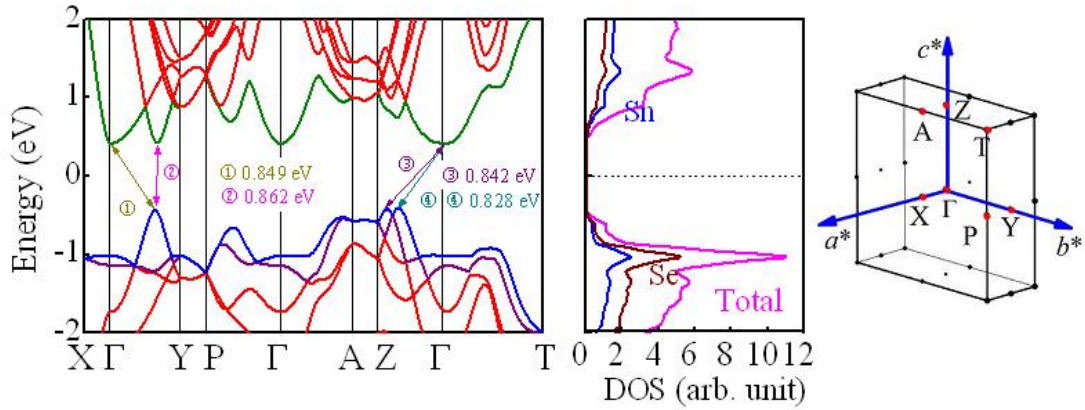 Energy (eV)
2
1
0
-1
-2
① 0.849 eV
② 0.862 eV
③ 0.842 eV
④ ④ 0.828 eV
①
②
③
X Γ Y P Γ A Z Γ T
Sn
Se
Total
0 2 4 6 8 10 12
DOS (arb. unit)
c*
Z
A
T
X
Γ
P
Y
a*
b*